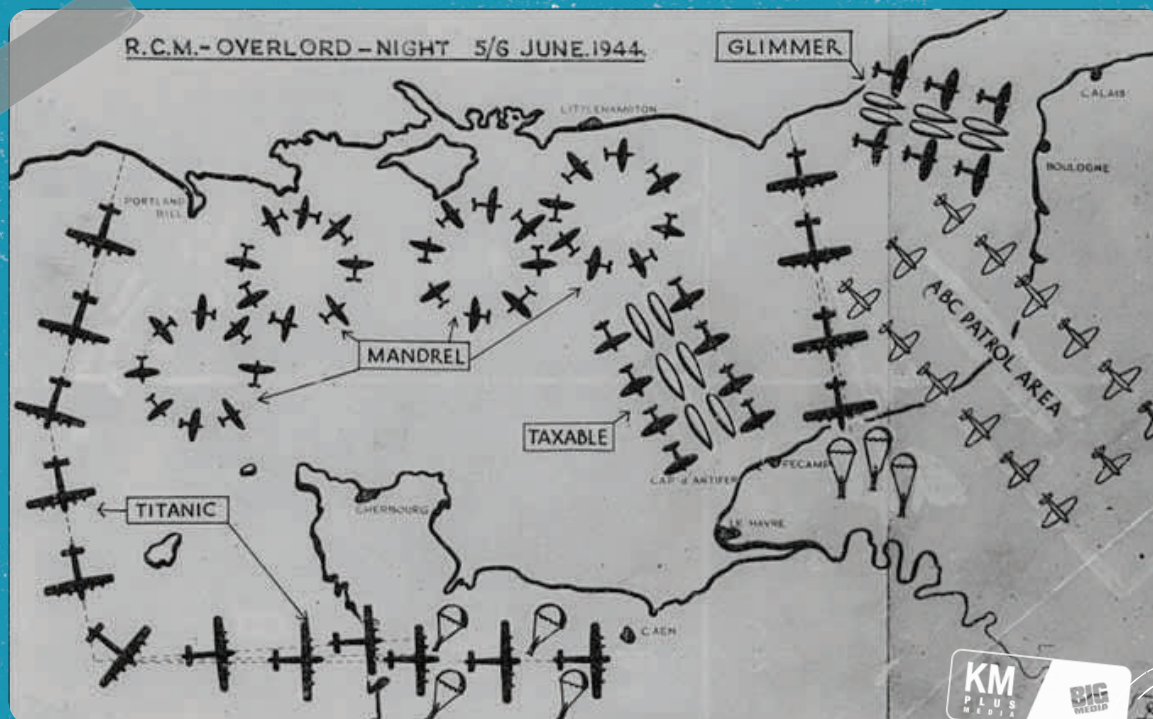 R.C.M.- OVERLORD - NIGHT 5/6 JUNE.1944.
GLIMMER
CALAIS
LITTLEHAMPTON
BOULOGNE
PORTLAND
BILL
ABC PATROL AREA
MANDREL
TAXABLE
CAP d'ANTIFER
FECAMP
TITANIC
CHERBOURG
LE HAVRE
CAEN
KM
PLUS
MEDIA
BIG
MEDIA